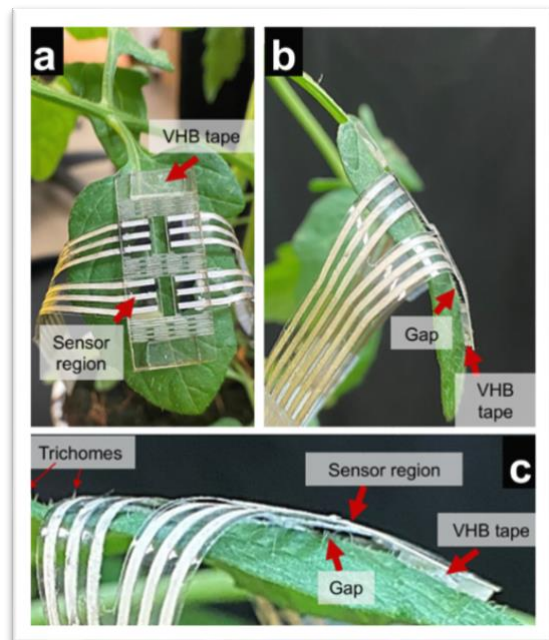 a
VHB tape
Sensor
region
b
Gap
VHB
tape
c
Trichomes
Sensor region
VHB tape
Gap